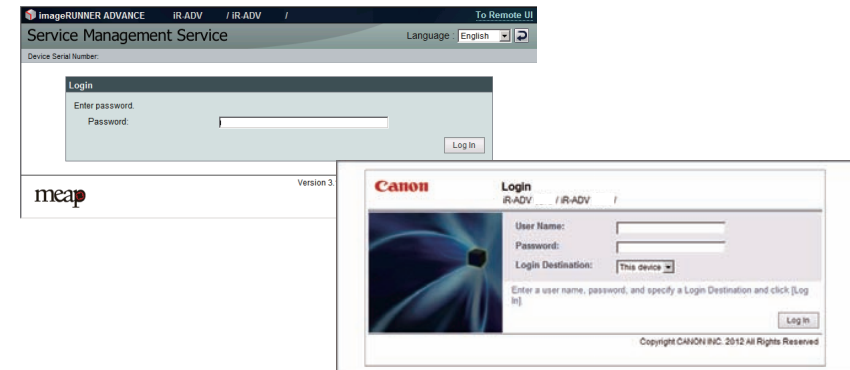 imageRUNNER ADVANCE iR-ADV / iR-ADV / To Remote UI
Service Management Service Language : English
Device Serial Number:
Login
Enter password.
Password:
Log In
meap
Version 3.
Canon
Login
iR-ADV / iR-ADV /
User Name:
Password:
Login Destination: This device
Enter a user name, password, and specify a Login Destination and click [Log
In].
Log In
Copyright CANON INC. 2012 All Rights Reserved